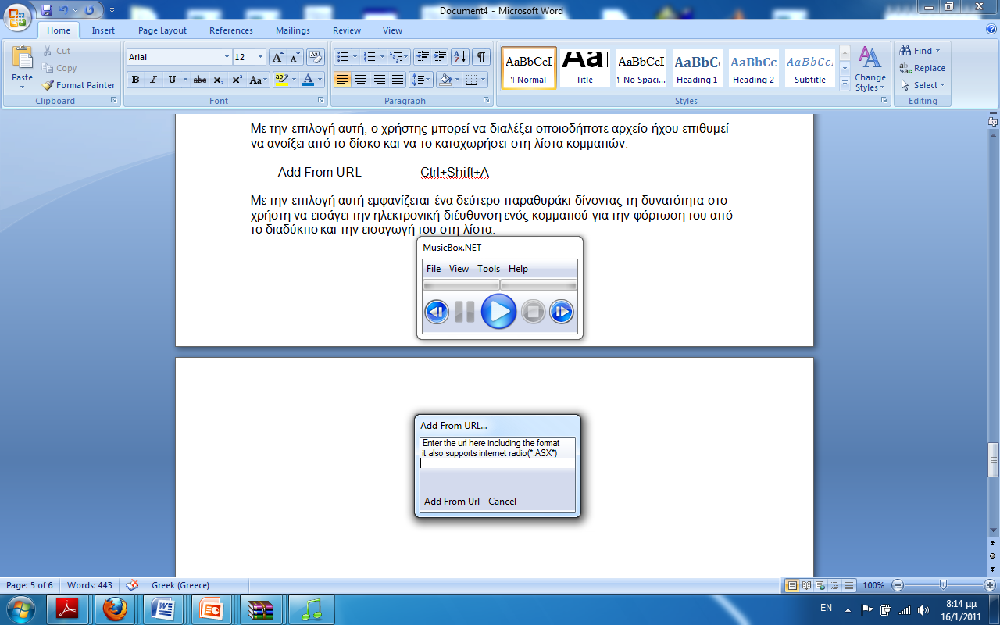 Document4 - Microsoft Word
Home Insert Page Layout References Mailings Review View
Paste
Cut
Copy
Format Painter
Clipboard
Arial 12
B I U abc x₂ x² Aa
Font
Paragraph
AaBbCcI AaBbCcI AaBbCcI AaBbCc AaBbCc AaBbCc.
¶ Normal Title ¶ No Spaci... Heading 1 Heading 2 Subtitle
Change Styles
Styles
Find
Replace
Select
Editing
Με την επιλογή αυτή, ο χρήστης μπορεί να διαλέξει οποιοδήποτε αρχείο ήχου επιθυμεί
να ανοίξει από το δίσκο και να το καταχωρήσει στη λίστα κομματιών.
Add From URL Ctrl+Shift+A
Με την επιλογή αυτή εμφανίζεται ένα δεύτερο παραθυράκι δίνοντας τη δυνατότητα στο
χρήστη να εισάγει την ηλεκτρονική διέυθυνση ενός κομματιού για την φόρτωση του από
το διαδύκτιο και την εισαγωγή του στη λίστα.
MusicBox.NET
File View Tools Help
Add From URL...
Enter the url here including the format
it also supports internet radio(*.ASX*)
Add From Url Cancel
Page: 5 of 6 Words: 443 Greek (Greece) 100%
EN 8:14 μμ
16/1/2011